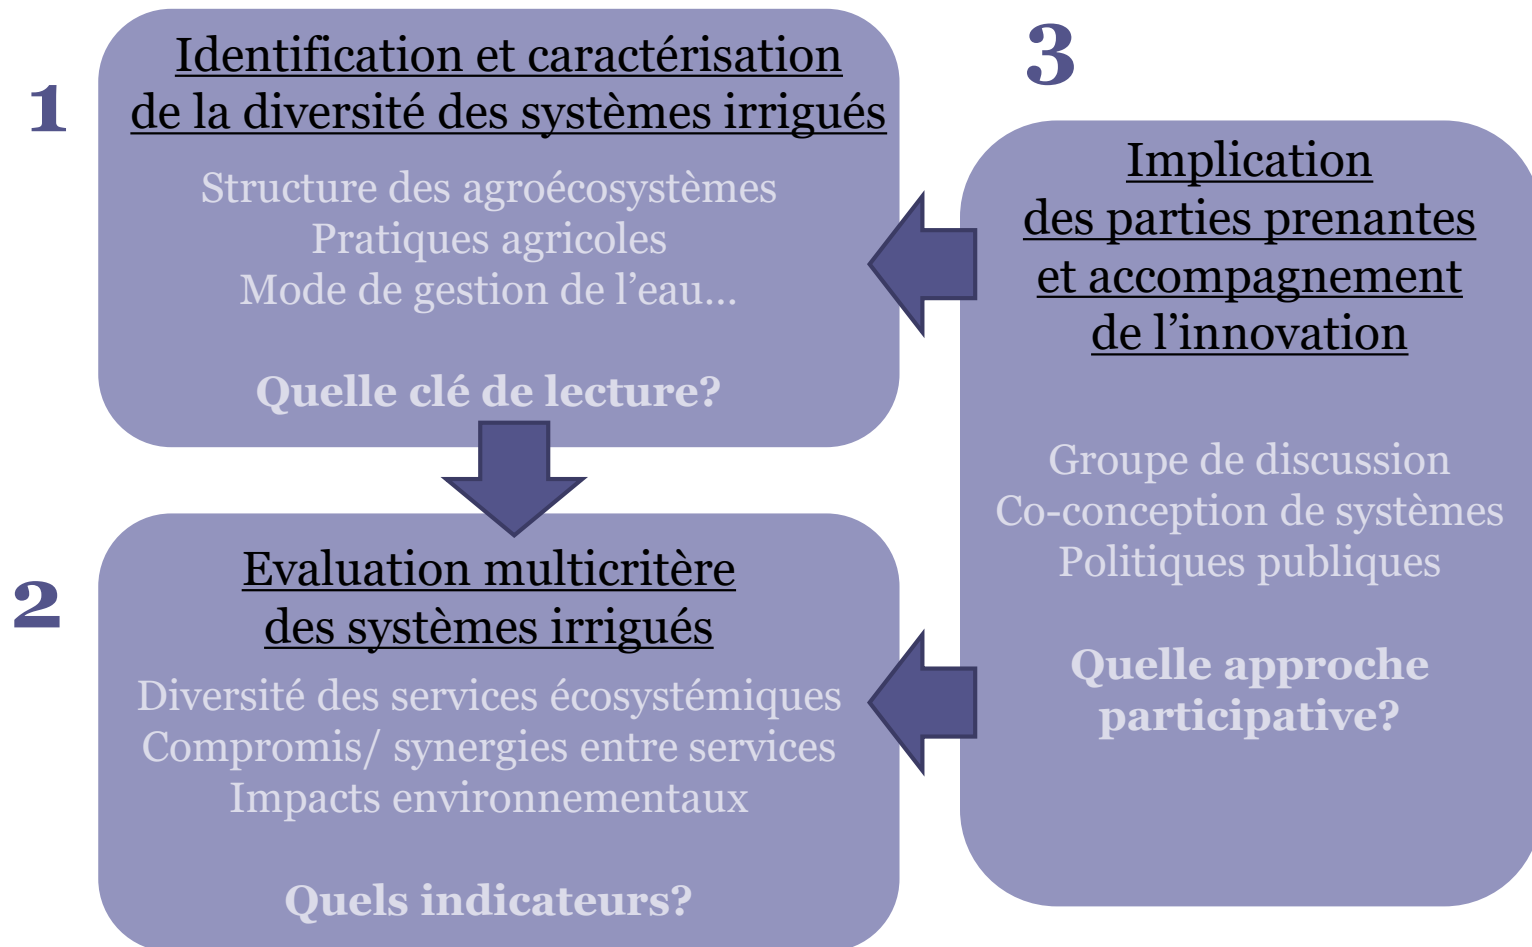 1
Identification et caractérisation
de la diversité des systèmes irrigués
Structure des agroécosystèmes
Pratiques agricoles
Mode de gestion de l’eau…
Quelle clé de lecture?
2
Evaluation multicritère
des systèmes irrigués
Diversité des services écosystémiques
Compromis/ synergies entre services
Impacts environnementaux
Quels indicateurs?
3
Implication
des parties prenantes
et accompagnement
de l’innovation
Groupe de discussion
Co-conception de systèmes
Politiques publiques
Quelle approche
participative?